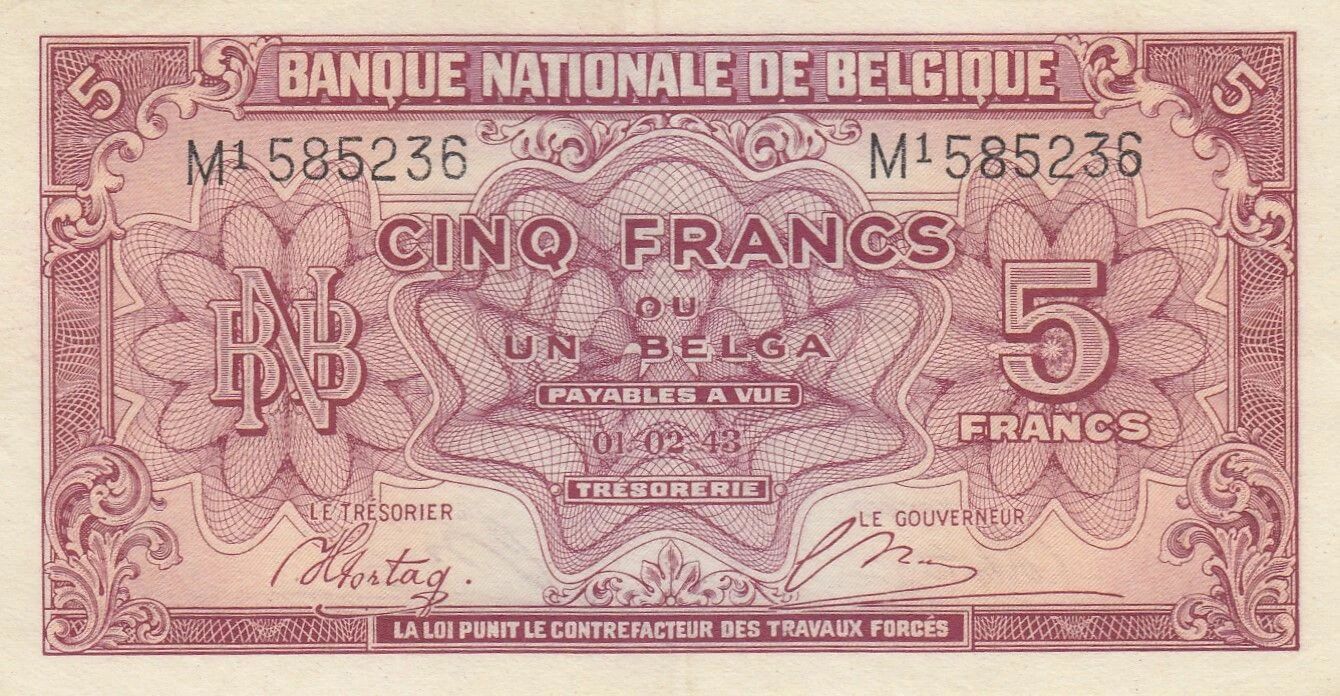 5 BANQUE NATIONALE DE BELGIQUE 5
M¹ 585236 M¹ 585236
CINQ FRANCS
OU
UN BELGA
BNB 5
PAYABLES A VUE
FRANCS
01-02-43
TRÉSORERIE
LE TRÉSORIER LE GOUVERNEUR
LA LOI PUNIT LE CONTREFACTEUR DES TRAVAUX FORCÉS